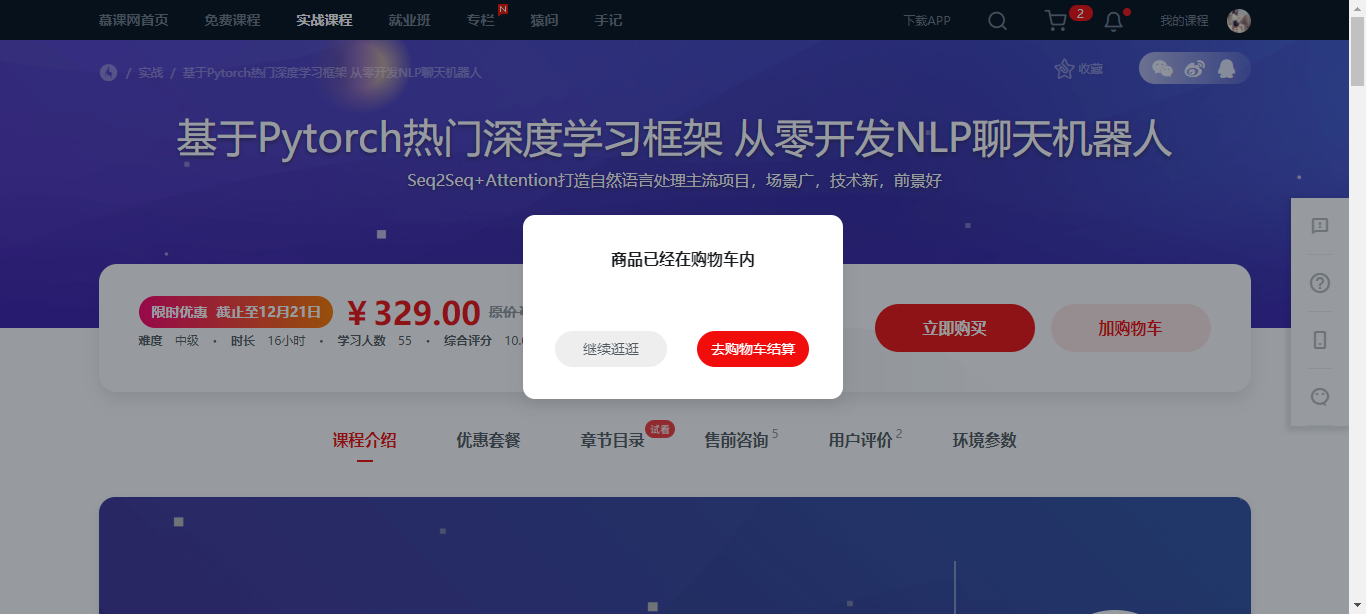 慕课网首页 免费课程 实战课程 就业班 专栏 N 猿问 手记 下载APP 2 我的课程
/ 实战 / 基于Pytorch热门深度学习框架 从零开发NLP聊天机器人 收藏
基于Pytorch热门深度学习框架 从零开发NLP聊天机器人
Seq2Seq+Attention打造自然语言处理主流项目，场景广，技术新，前景好
商品已经在购物车内
继续逛逛 去购物车结算
限时优惠 截止至12月21日 ¥329.00 原价
难度 中级 · 时长 16小时 · 学习人数 55 · 综合评分
立即购买 加购物车
课程介绍 优惠套餐 章节目录 试看 售前咨询 5 用户评价 2 环境参数